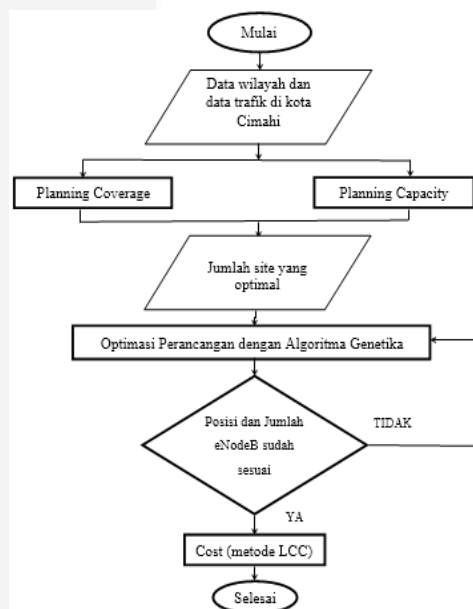 Mulai
Data wilayah dan
data trafik di kota
Cimahi
Planning Coverage
Planning Capacity
Jumlah site yang
optimal
Optimasi Perancangan dengan Algoritma Genetika
Posisi dan Jumlah
eNodeB sudah
sesuai
TIDAK
YA
Cost (metode LCC)
Selesai